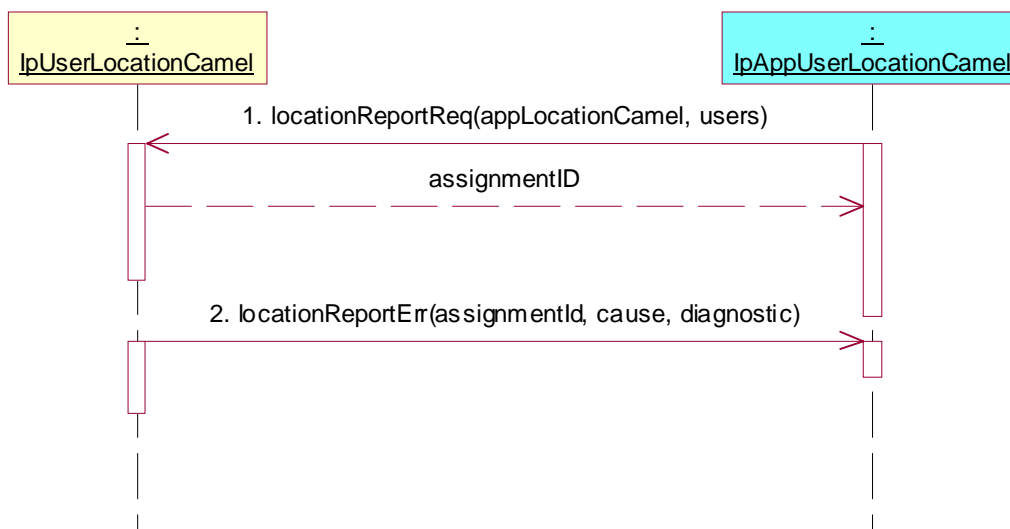 :
IpUserLocationCamel
:
IpAppUserLocationCamel
1. locationReportReq(appLocationCamel, users)
assignmentID
2. locationReportErr(assignmentId, cause, diagnostic)